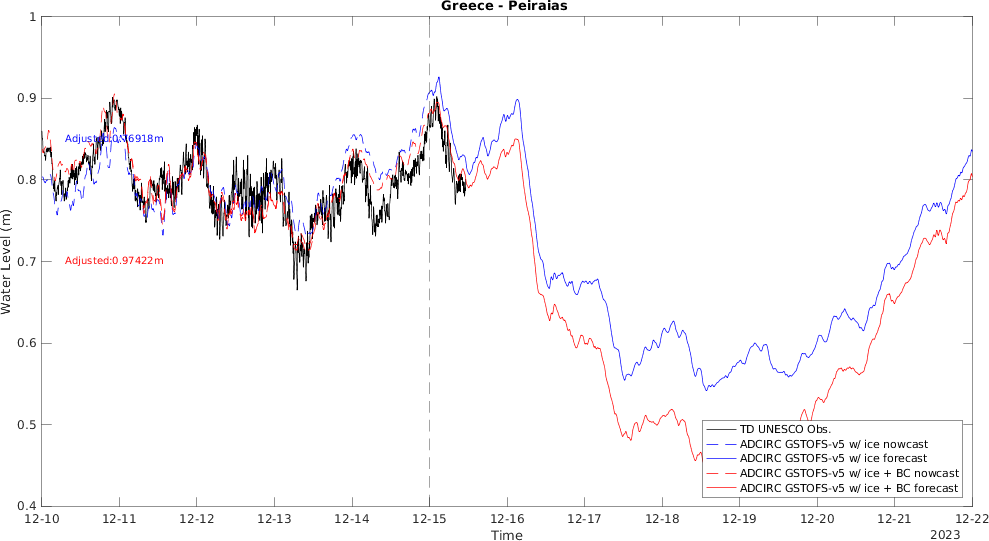 Greece - Peiraias
Water Level (m)
1
0.9
0.8
0.7
0.6
0.5
0.4
Adjusted:0.76918m
Adjusted:0.97422m
TD UNESCO Obs.
ADCIRC GSTOFS-v5 w/ ice nowcast
ADCIRC GSTOFS-v5 w/ ice forecast
ADCIRC GSTOFS-v5 w/ ice + BC nowcast
ADCIRC GSTOFS-v5 w/ ice + BC forecast
12-10 12-11 12-12 12-13 12-14 12-15 12-16 12-17 12-18 12-19 12-20 12-21 12-22
Time
2023